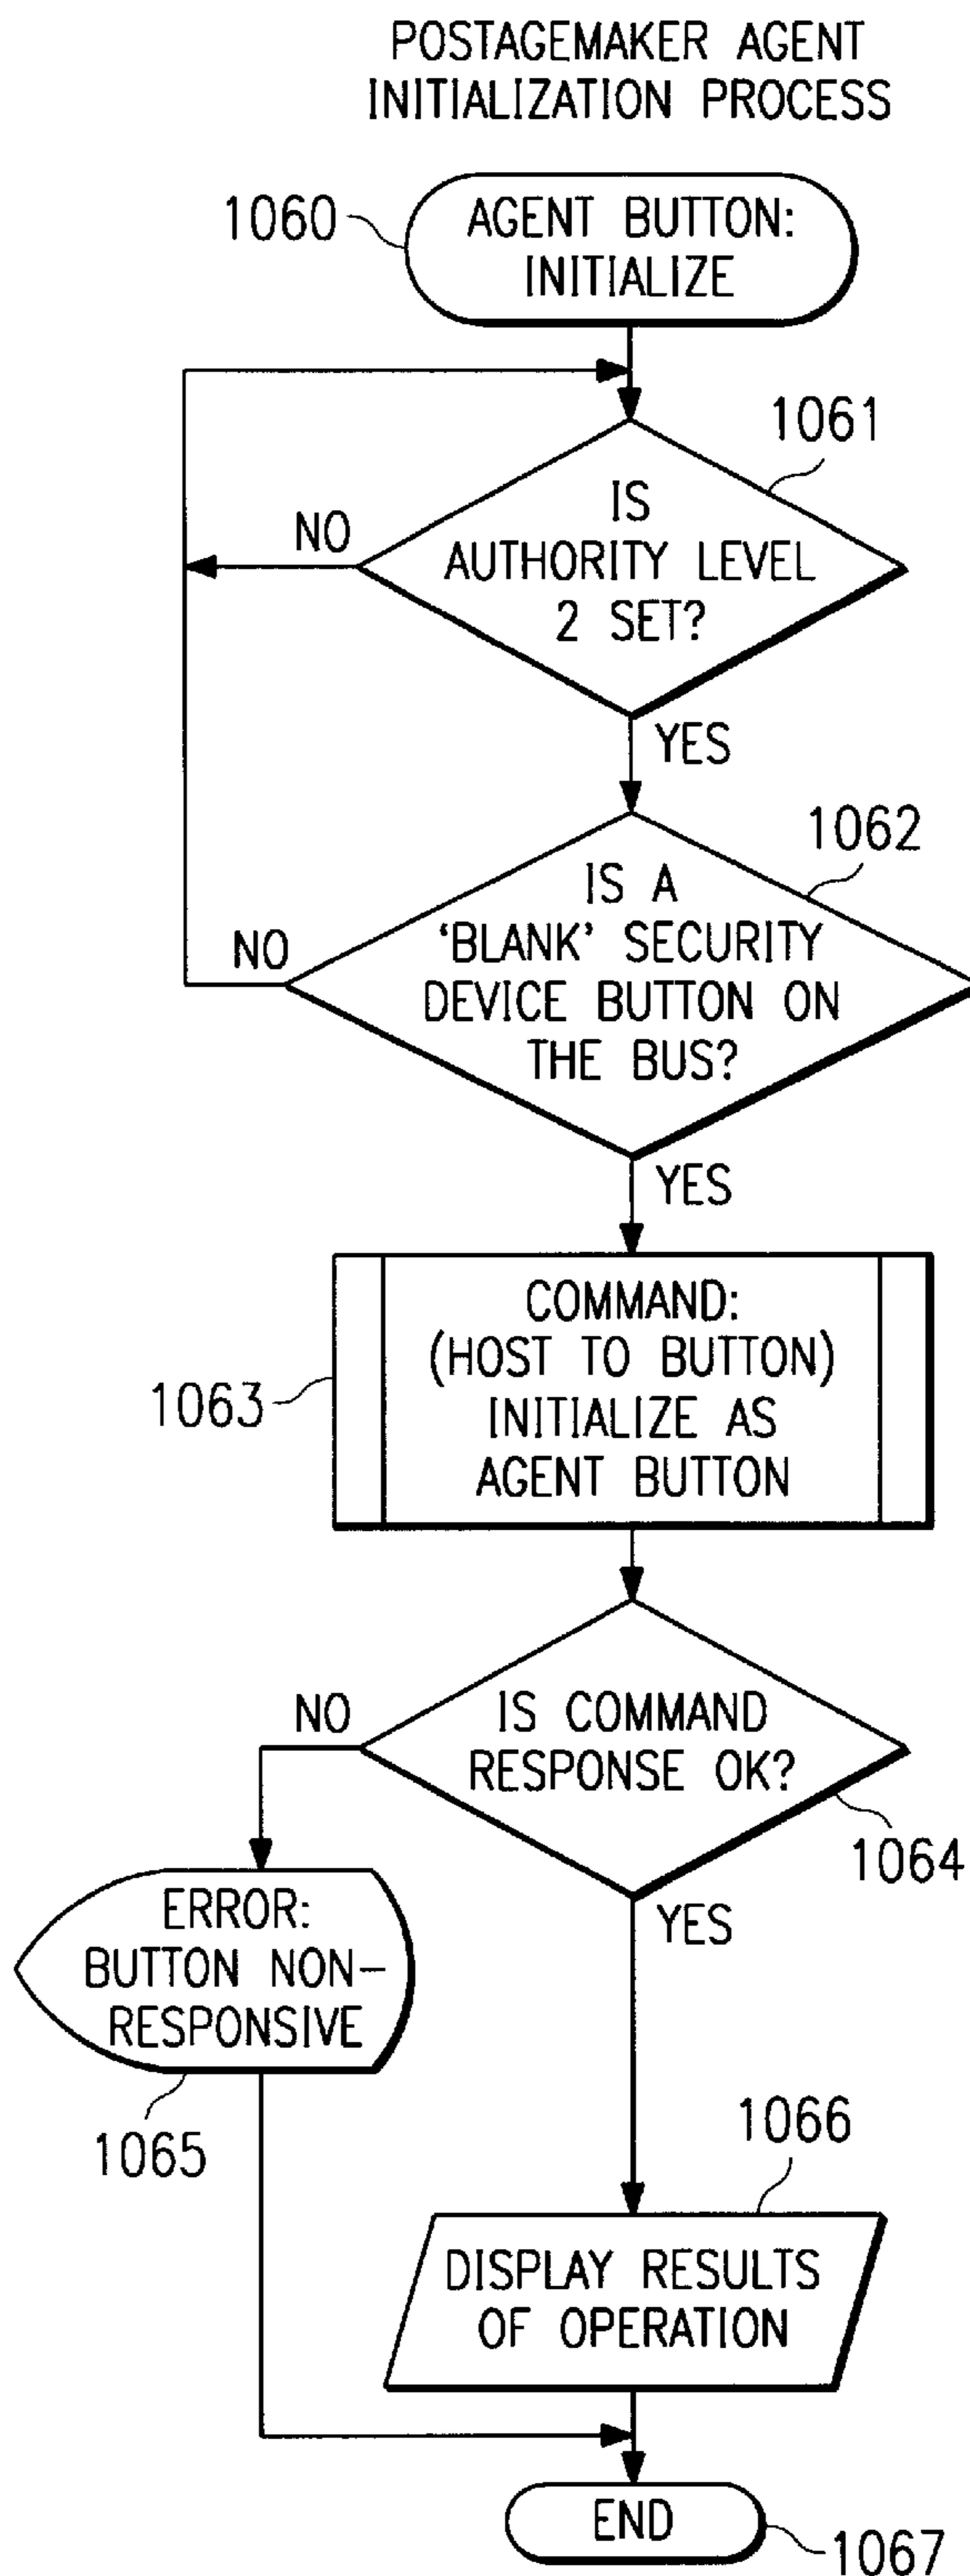 POSTAGEMAKER AGENT
INITIALIZATION PROCESS
1060
AGENT BUTTON:
INITIALIZE
1061
IS
AUTHORITY LEVEL
2 SET?
NO
YES
1062
IS A
‘BLANK’ SECURITY
DEVICE BUTTON ON
THE BUS?
NO
YES
1063
COMMAND:
(HOST TO BUTTON)
INITIALIZE AS
AGENT BUTTON
IS COMMAND
RESPONSE OK?
NO
1064
YES
ERROR:
BUTTON NON-
RESPONSIVE
1065
1066
DISPLAY RESULTS
OF OPERATION
END
1067